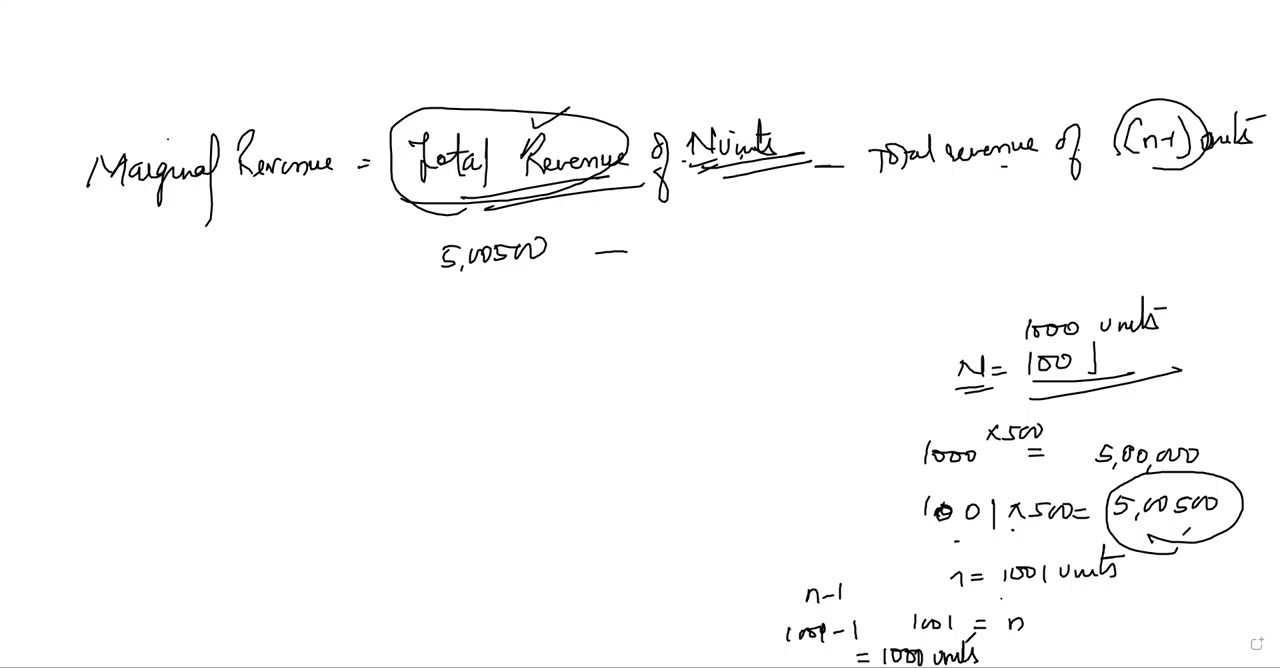 Marginal Revenue = Total Revenue of N units — Total revenue of (n-1) units
5,00500 —
1000 units
N = 1001
1000 ×500 = 5,00,000
1001 ×500 = 5,00500
n = 1001 units
n-1
1001-1
1001 = n
= 1000 units